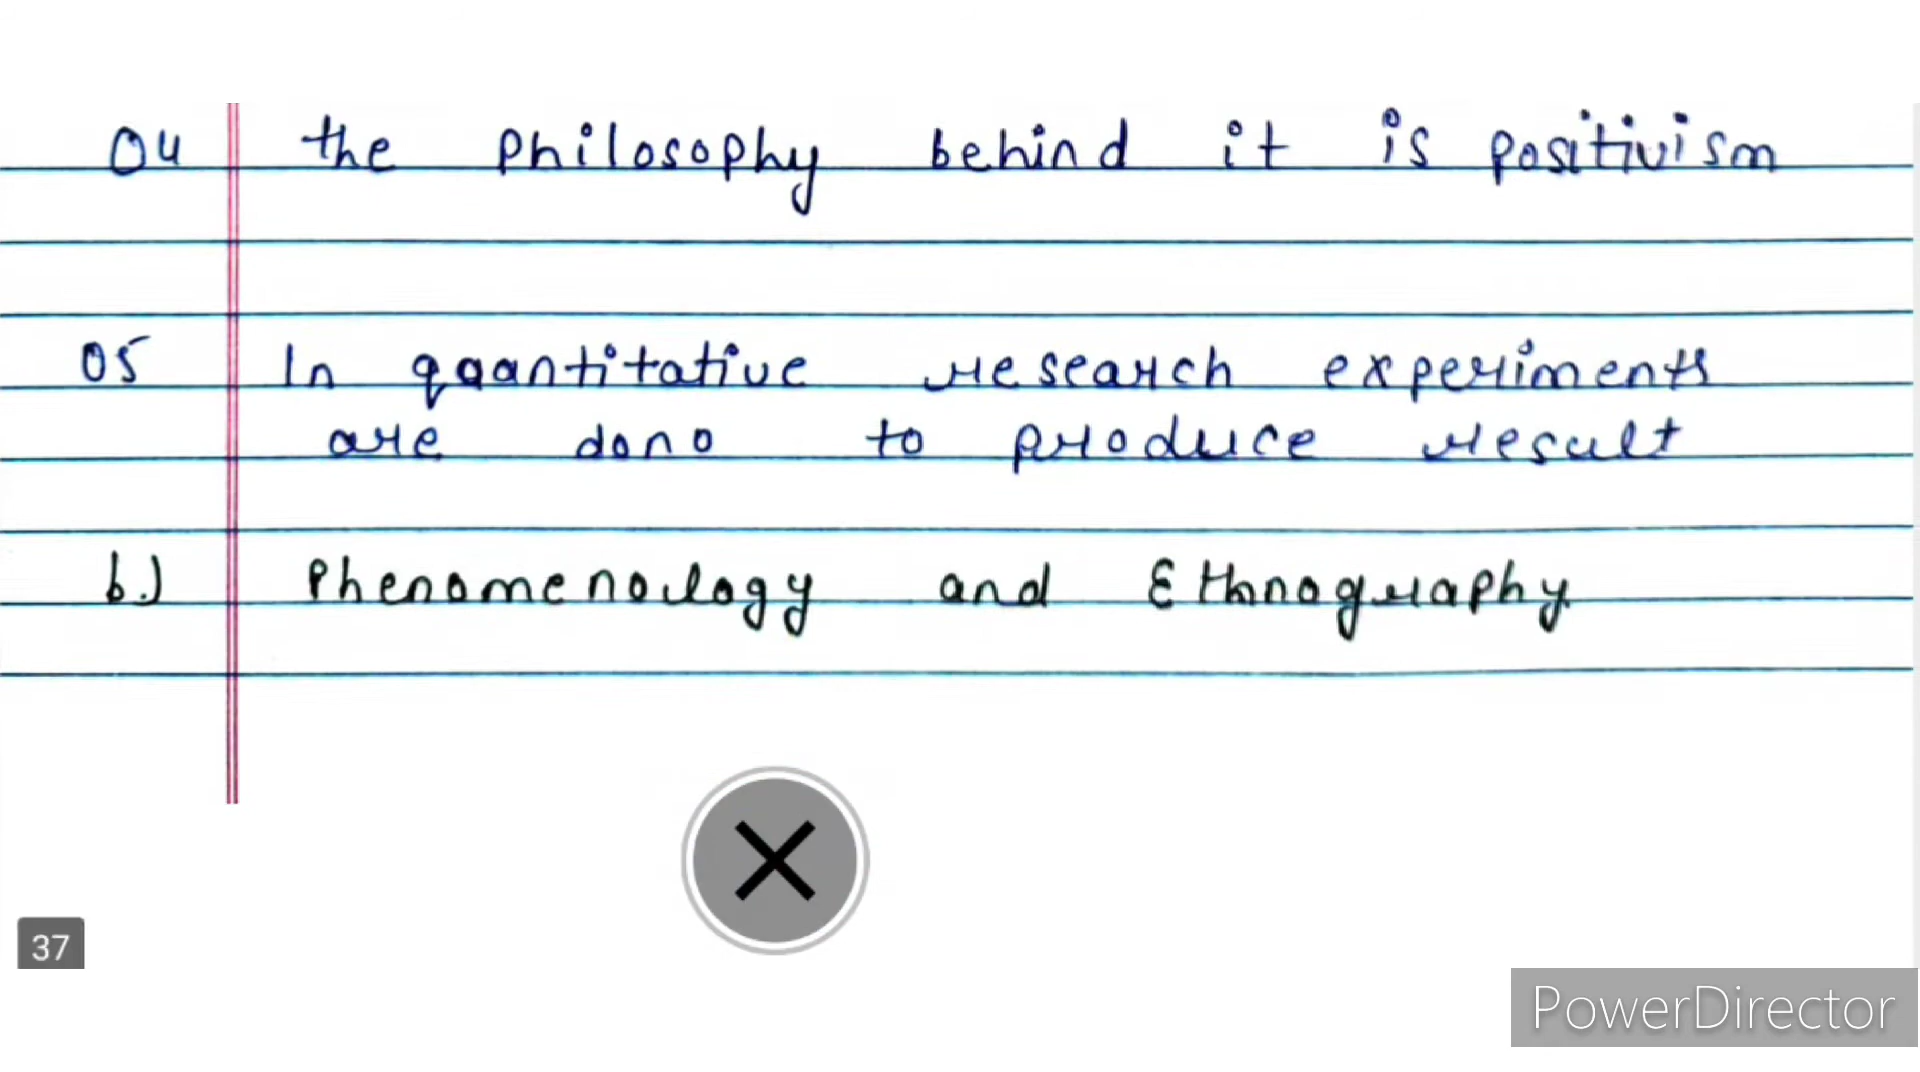 04 the philosophy behind it is positivism
05 In qaantitative research experiments
are dono to produce result
b.) Phenomenology and Ethnography.
37
PowerDirector